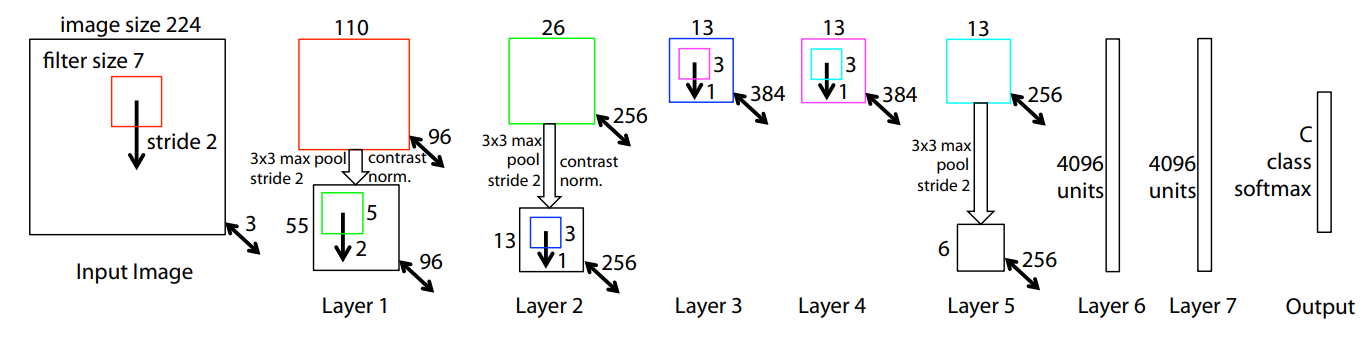 image size 224
filter size 7
stride 2
3
Input Image
110
96
3x3 max pool
stride 2
contrast
norm.
55
5
2
96
Layer 1
26
256
3x3 max
pool
stride 2
contrast
norm.
13
3
1
256
Layer 2
13
3
1
384
Layer 3
13
3
1
384
Layer 4
13
256
3x3 max
pool
stride 2
6
256
Layer 5
4096
units
Layer 6
4096
units
Layer 7
C
class
softmax
Output